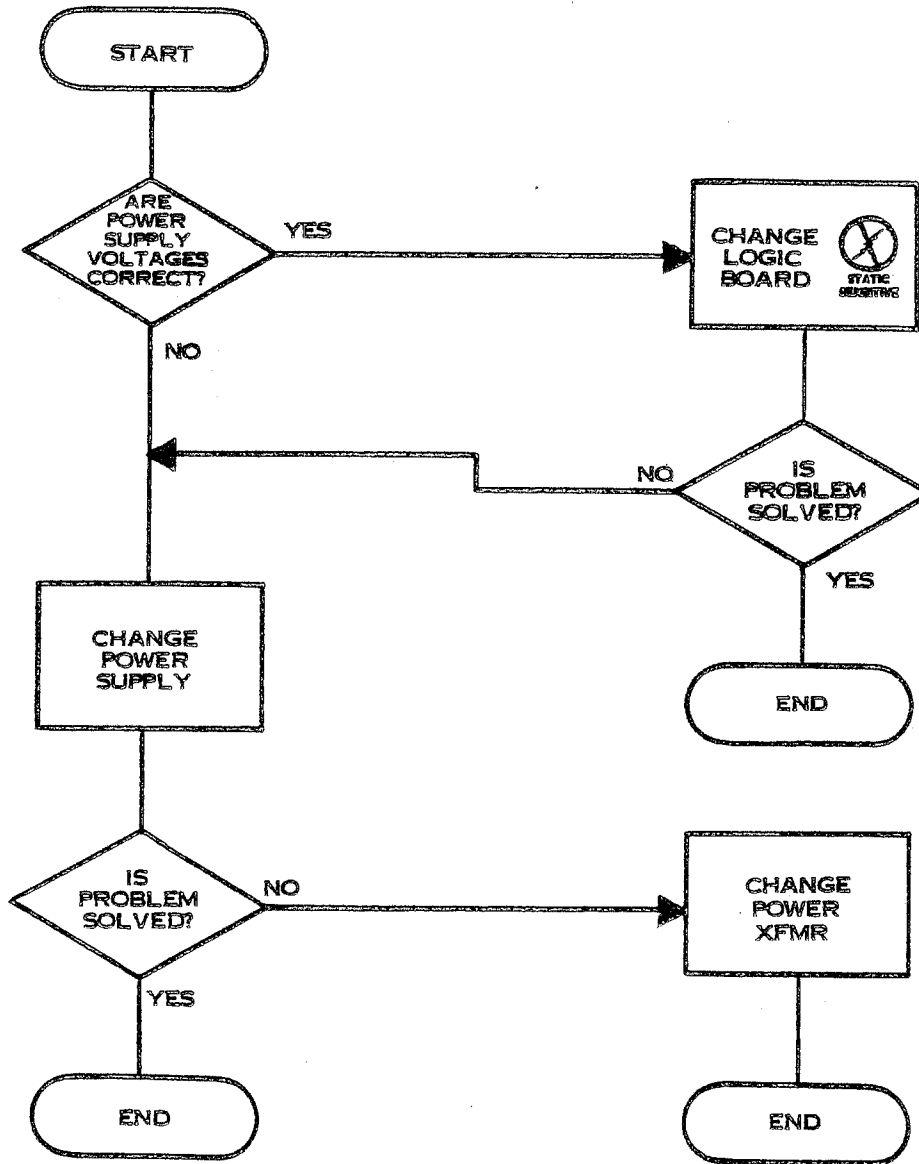 START
ARE
POWER
SUPPLY
VOLTAGES
CORRECT?
YES
CHANGE
LOGIC
BOARD
STATIC
SENSITIVE
NO
NO
IS
PROBLEM
SOLVED?
YES
END
CHANGE
POWER
SUPPLY
IS
PROBLEM
SOLVED?
NO
CHANGE
POWER
XFMR
YES
END
END